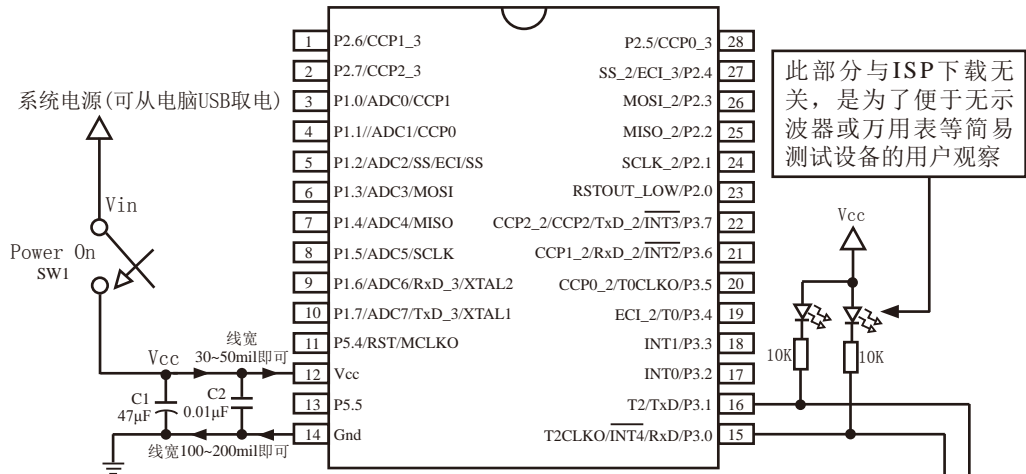 系统电源(可从电脑USB取电)
Vin
Power On
SW1
Vcc
线宽
30~50mil即可
C1
47μF
C2
0.01μF
线宽100~200mil即可
1 P2.6/CCP1_3
2 P2.7/CCP2_3
3 P1.0/ADC0/CCP1
4 P1.1//ADC1/CCP0
5 P1.2/ADC2/SS/ECI/SS
6 P1.3/ADC3/MOSI
7 P1.4/ADC4/MISO
8 P1.5/ADC5/SCLK
9 P1.6/ADC6/RxD_3/XTAL2
10 P1.7/ADC7/TxD_3/XTAL1
11 P5.4/RST/MCLKO
12 Vcc
13 P5.5
14 Gnd
P2.5/CCP0_3 28
SS_2/ECI_3/P2.4 27
MOSI_2/P2.3 26
MISO_2/P2.2 25
SCLK_2/P2.1 24
RSTOUT_LOW/P2.0 23
CCP2_2/CCP2/TxD_2/INT3/P3.7 22
CCP1_2/RxD_2/INT2/P3.6 21
CCP0_2/T0CLKO/P3.5 20
ECI_2/T0/P3.4 19
INT1/P3.3 18
INT0/P3.2 17
T2/TxD/P3.1 16
T2CLKO/INT4/RxD/P3.0 15
此部分与ISP下载无
关，是为了便于无示
波器或万用表等简易
测试设备的用户观察
Vcc
10K
10K